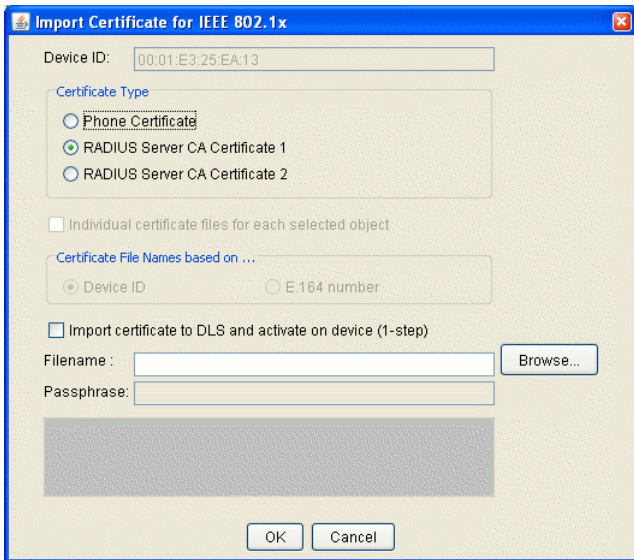 Import Certificate for IEEE 802.1x
Device ID: 00:01:E3:25:EA:13
Certificate Type
Phone Certificate
RADIUS Server CA Certificate 1
RADIUS Server CA Certificate 2
Individual certificate files for each selected object
Certificate File Names based on ...
Device ID E.164 number
Import certificate to DLS and activate on device (1-step)
Filename : Browse...
Passphrase:
OK Cancel